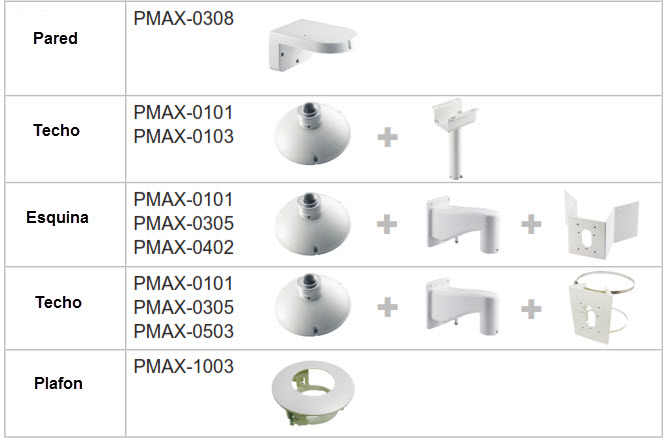 Pared
PMAX-0308
Techo
PMAX-0101
PMAX-0103
Esquina
PMAX-0101
PMAX-0305
PMAX-0402
Techo
PMAX-0101
PMAX-0305
PMAX-0503
Plafon
PMAX-1003